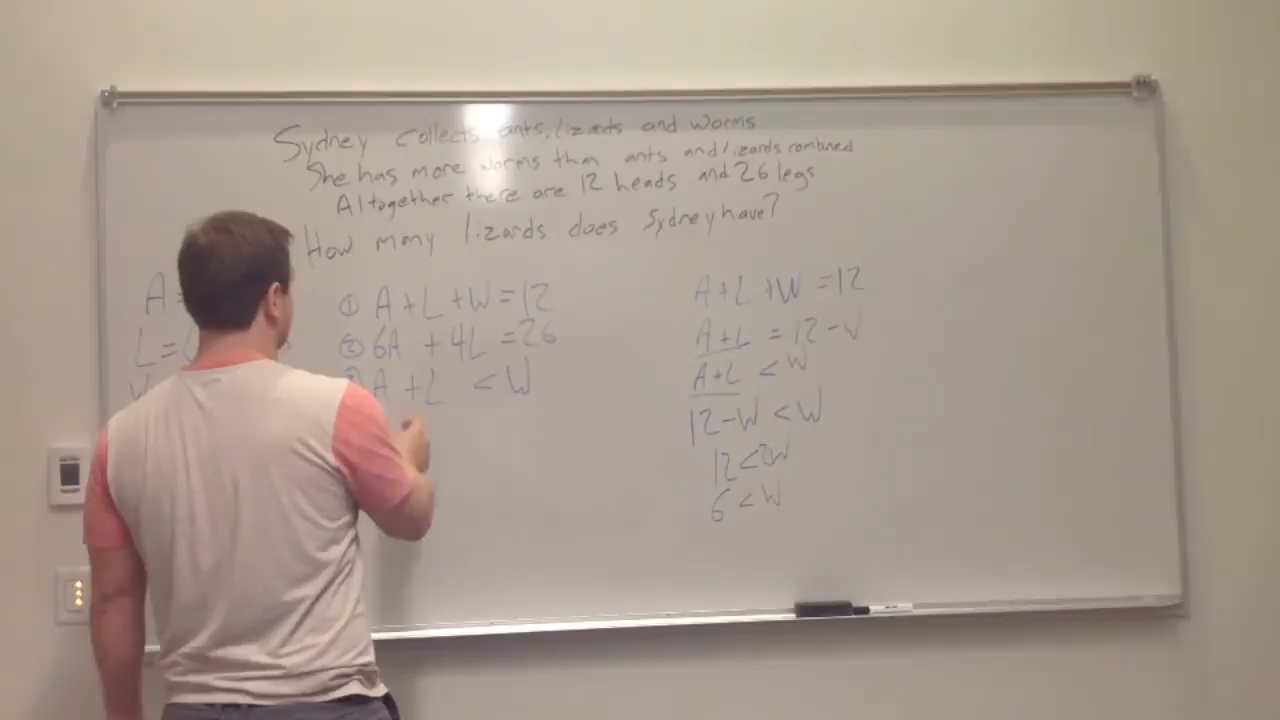 Sydney collects ants, lizards and worms
She has more worms than ants and lizards combined
Altogether there are 12 heads and 26 legs
How many lizards does Sydney have?
A =
L =
W
① A + L + W = 12
② 6A + 4L = 26
A + L < W
A + L + W = 12
A + L = 12 - W
A + L < W
12 - W < W
12 < 2W
6 < W